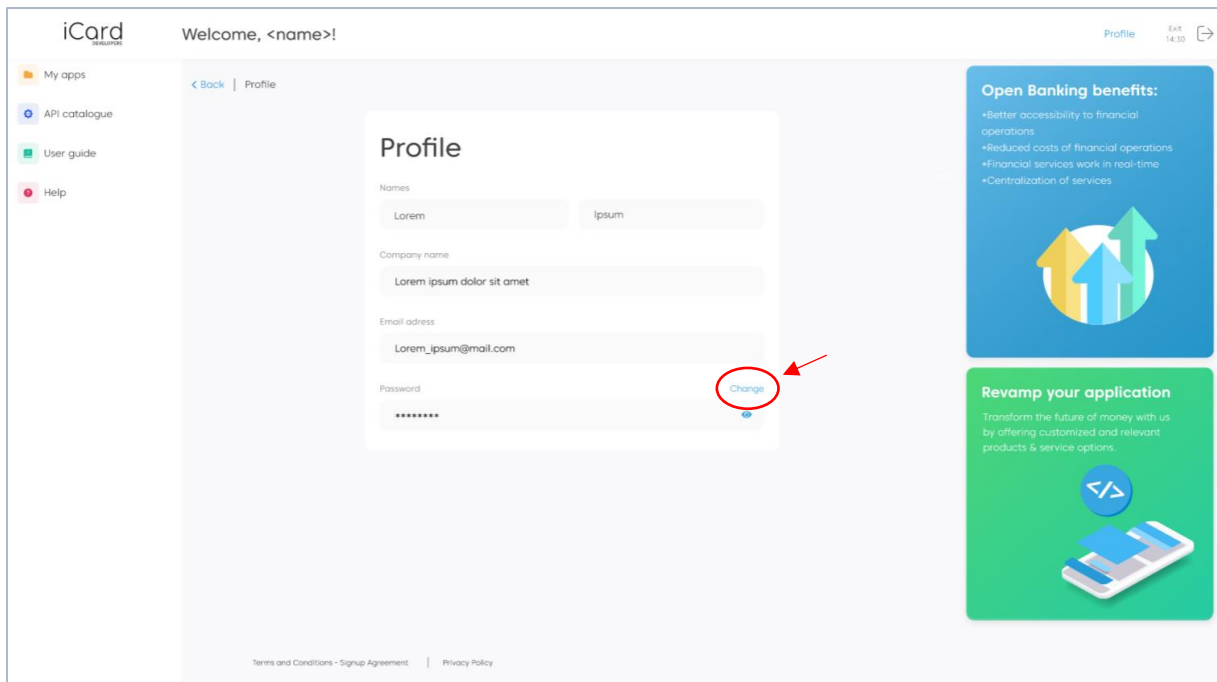 iCard
DEVELOPERS
Welcome, <name>!
Profile
Exit
14:30
My apps
API catalogue
User guide
Help
< Back | Profile
Profile
Names
Lorem
Ipsum
Company name
Lorem ipsum dolor sit amet
Email adress
Lorem_ipsum@mail.com
Password
Change
********
Open Banking benefits:
•Better accessibility to financial
operations
•Reduced costs of financial operations
•Financial services work in real-time
•Centralization of services
Revamp your application
Transform the future of money with us
by offering customized and relevant
products & service options.
</>
Terms and Conditions - Signup Agreement | Privacy Policy